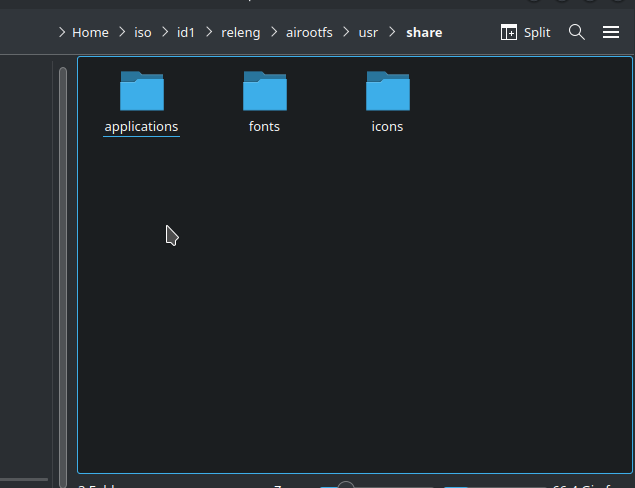 Home iso id1 releng airootfs usr share Split
applications fonts icons